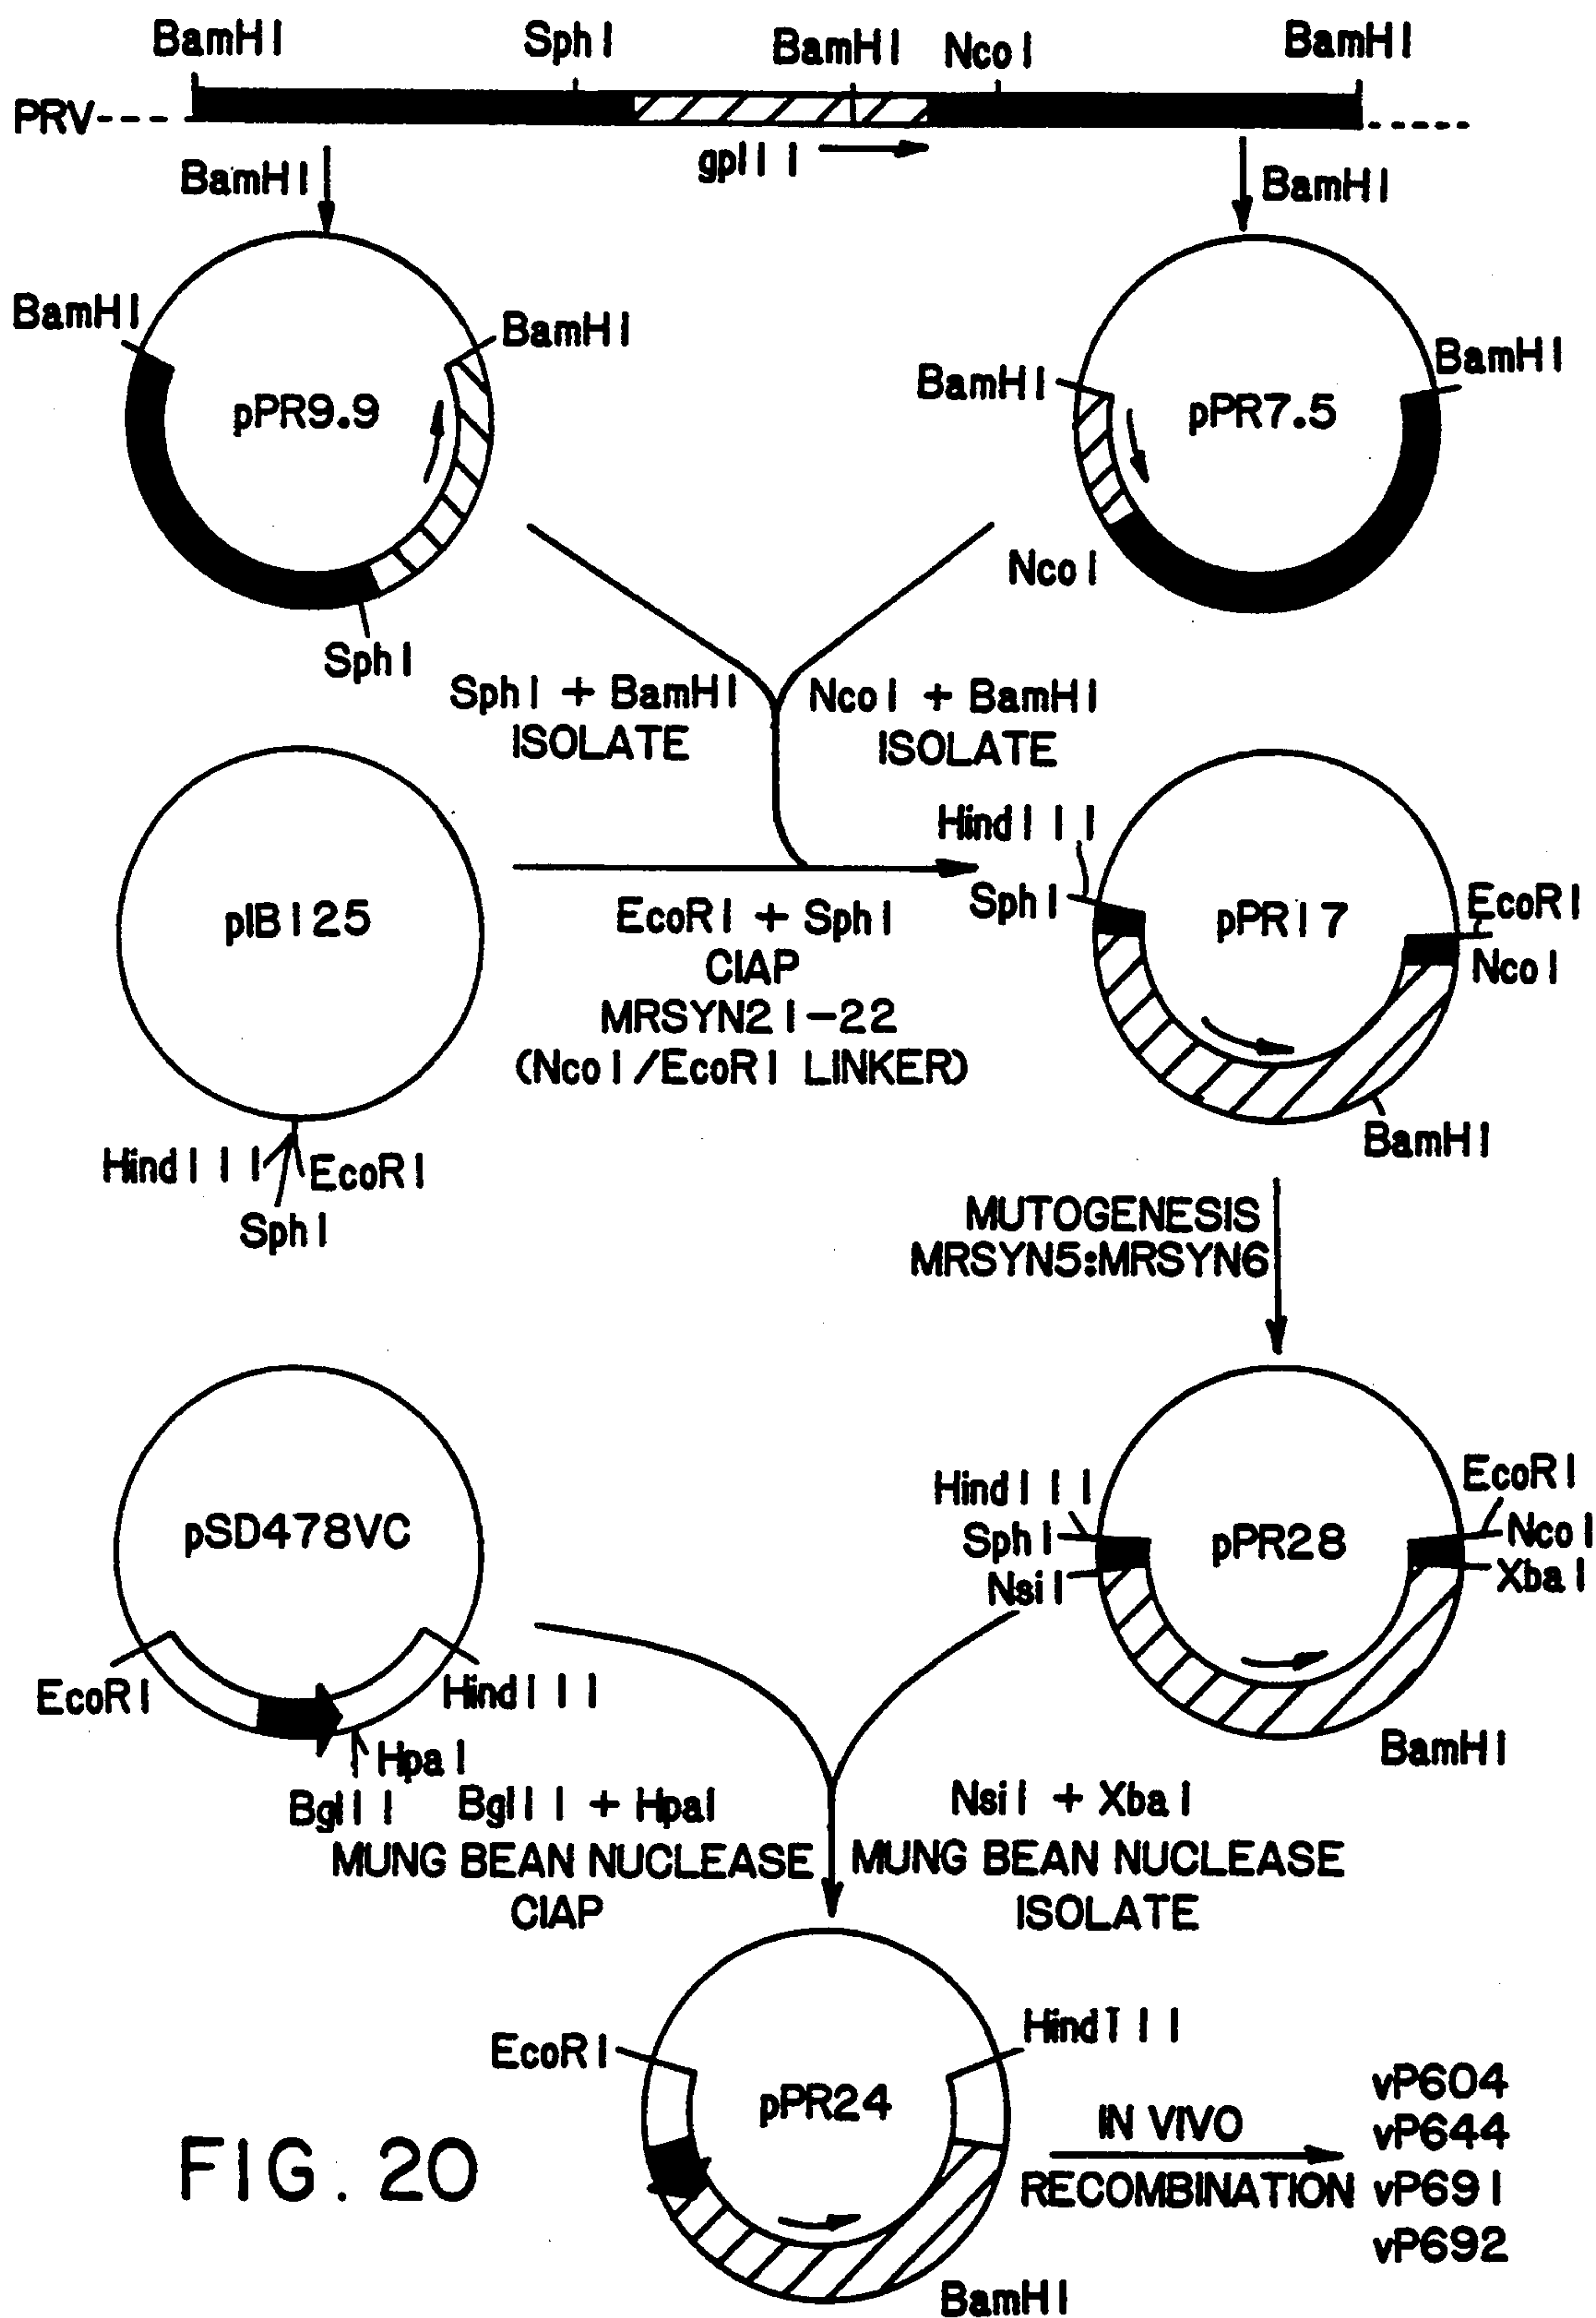 BamHI SphI BamHI NcoI BamHI
PRV
gpIII
BamHI BamHI
BamHI BamHI
pPR9.9
SphI
BamHI BamHI
pPR7.5
NcoI
SphI + BamHI
ISOLATE
NcoI + BamHI
ISOLATE
pIBI25
HindIII EcoRI
SphI
EcoRI + SphI
CIAP
MRSYN21-22
(NcoI/EcoRI LINKER)
HindIII
SphI
pPR17
EcoRI
NcoI
BamHI
MUTOGENESIS
MRSYN5:MRSYN6
pSD478VC
EcoRI HindIII
HpaI
BglII
HindIII
SphI
NsiI
pPR28
EcoRI
NcoI
XbaI
BamHI
BglII + HpaI
MUNG BEAN NUCLEASE
CIAP
NsiI + XbaI
MUNG BEAN NUCLEASE
ISOLATE
EcoRI HindIII
pPR24
BamHI
IN VIVO
RECOMBINATION
vP604
vP644
vP691
vP692
FIG. 20